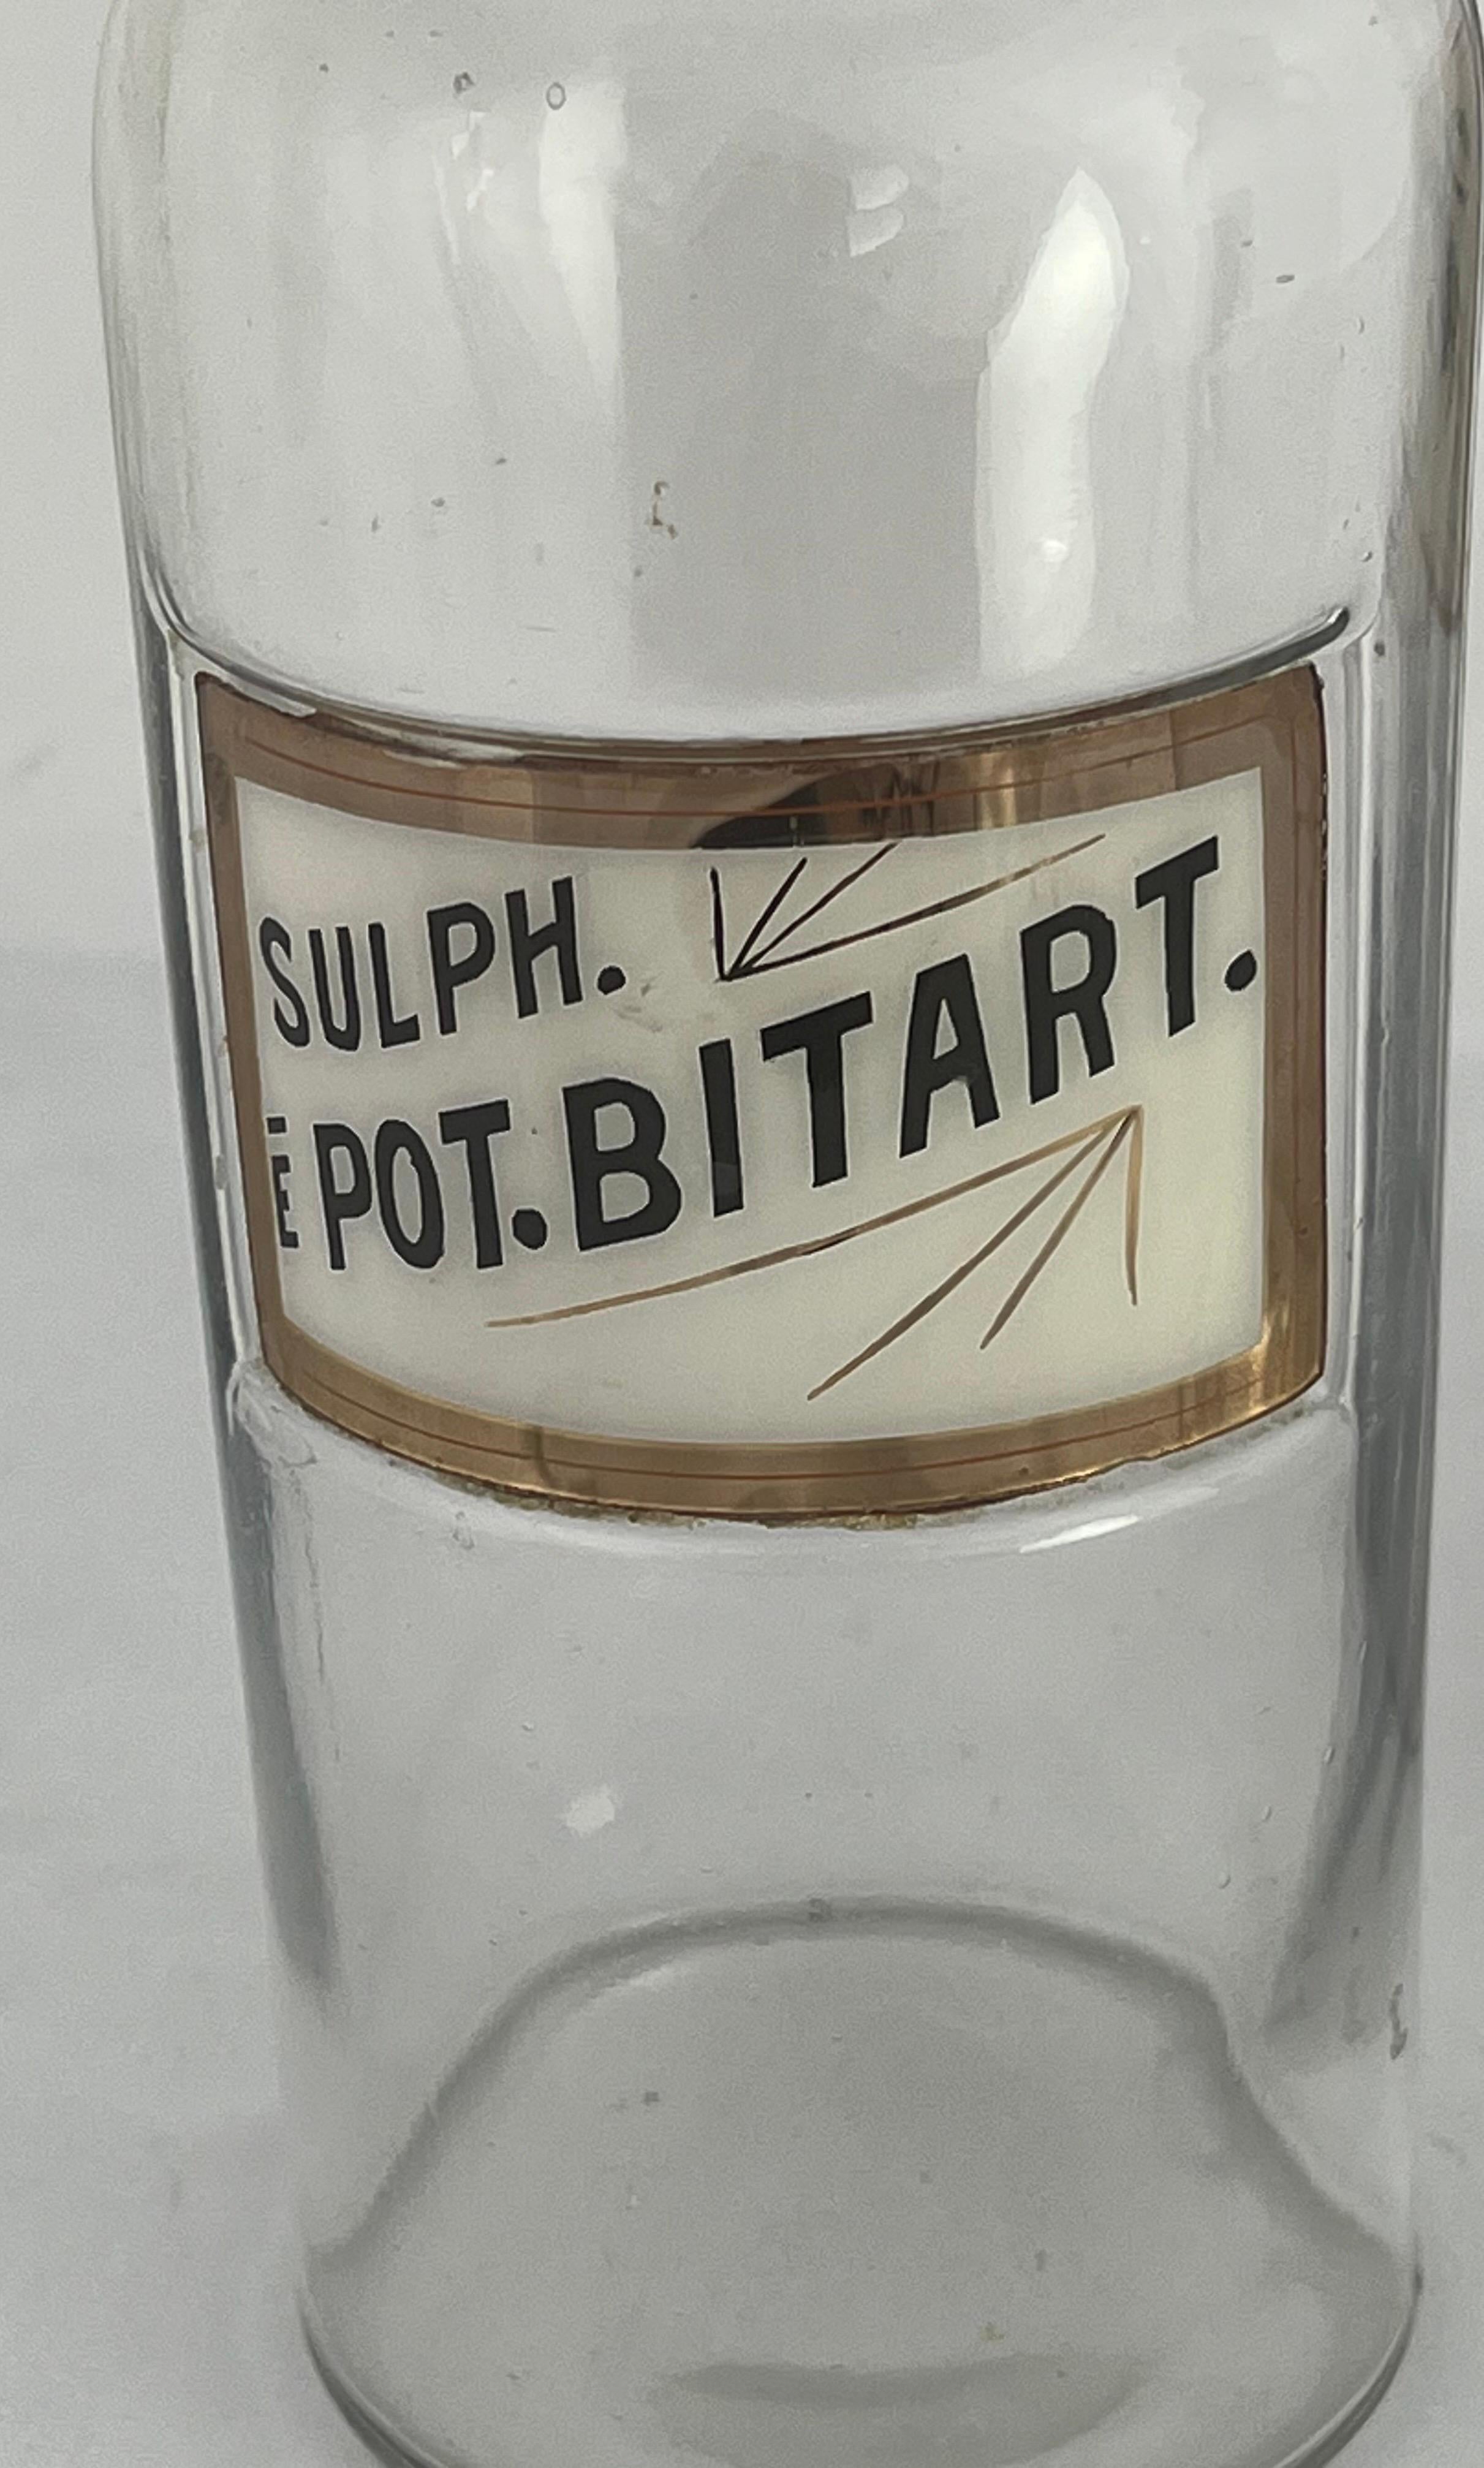 SULPH.
Ē POT. BITART.